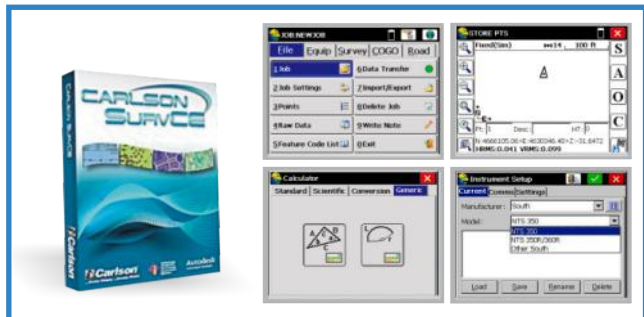 CARLSON
SURVCE
CARLSON SURVCE
Carlson
Autodesk
JOB:NEWJOB
File Equip Survey COGO Road
1Job 6Data Transfer
2Job Settings 7Import/Export
3Points 8Delete Job
4Raw Data 9Write Note
5Feature Code List 0Exit
STORE PTS
Fixed(Sim) 100 ft
S
A
O
C
N
E
Pt:1 Desc: HT:0
HRMS:0.041 VRMS:0.099
Calculator
Standard Scientific Conversion Generic
A B C
L
Instrument Setup
Current Comms Settings
Manufacturer: South
Model: NTS 350
NTS 350
NTS 350R/360R
Other South
Load Save Rename Delete